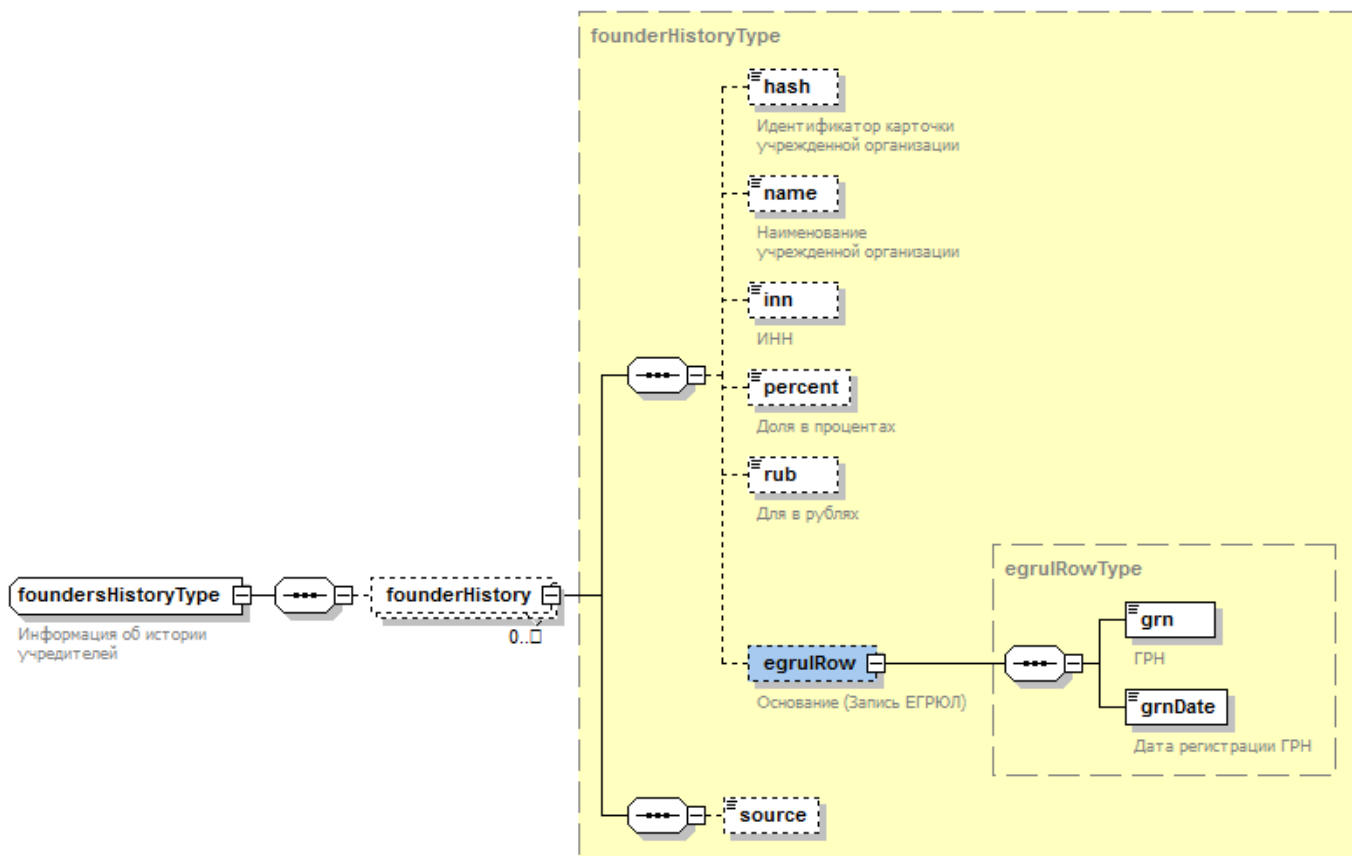 founderHistoryType
hash
Идентификатор карточки
учрежденной организации
name
Наименование
учрежденной организации
inn
ИНН
percent
Доля в процентах
rub
Для в рублях
egrulRowType
foundersHistoryType
Информация об истории
учредителей
founderHistory
0..□
grn
ГРН
egrulRow
Основание (Запись ЕГРЮЛ)
grnDate
Дата регистрации ГРН
source